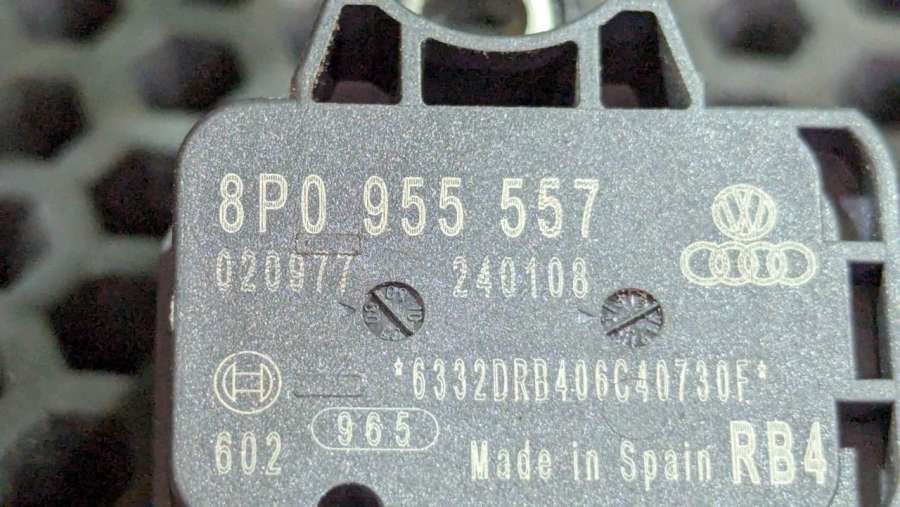 8P0 955 557
020977 240108
*6332DRB406C40730F*
602 965 Made in Spain RB4